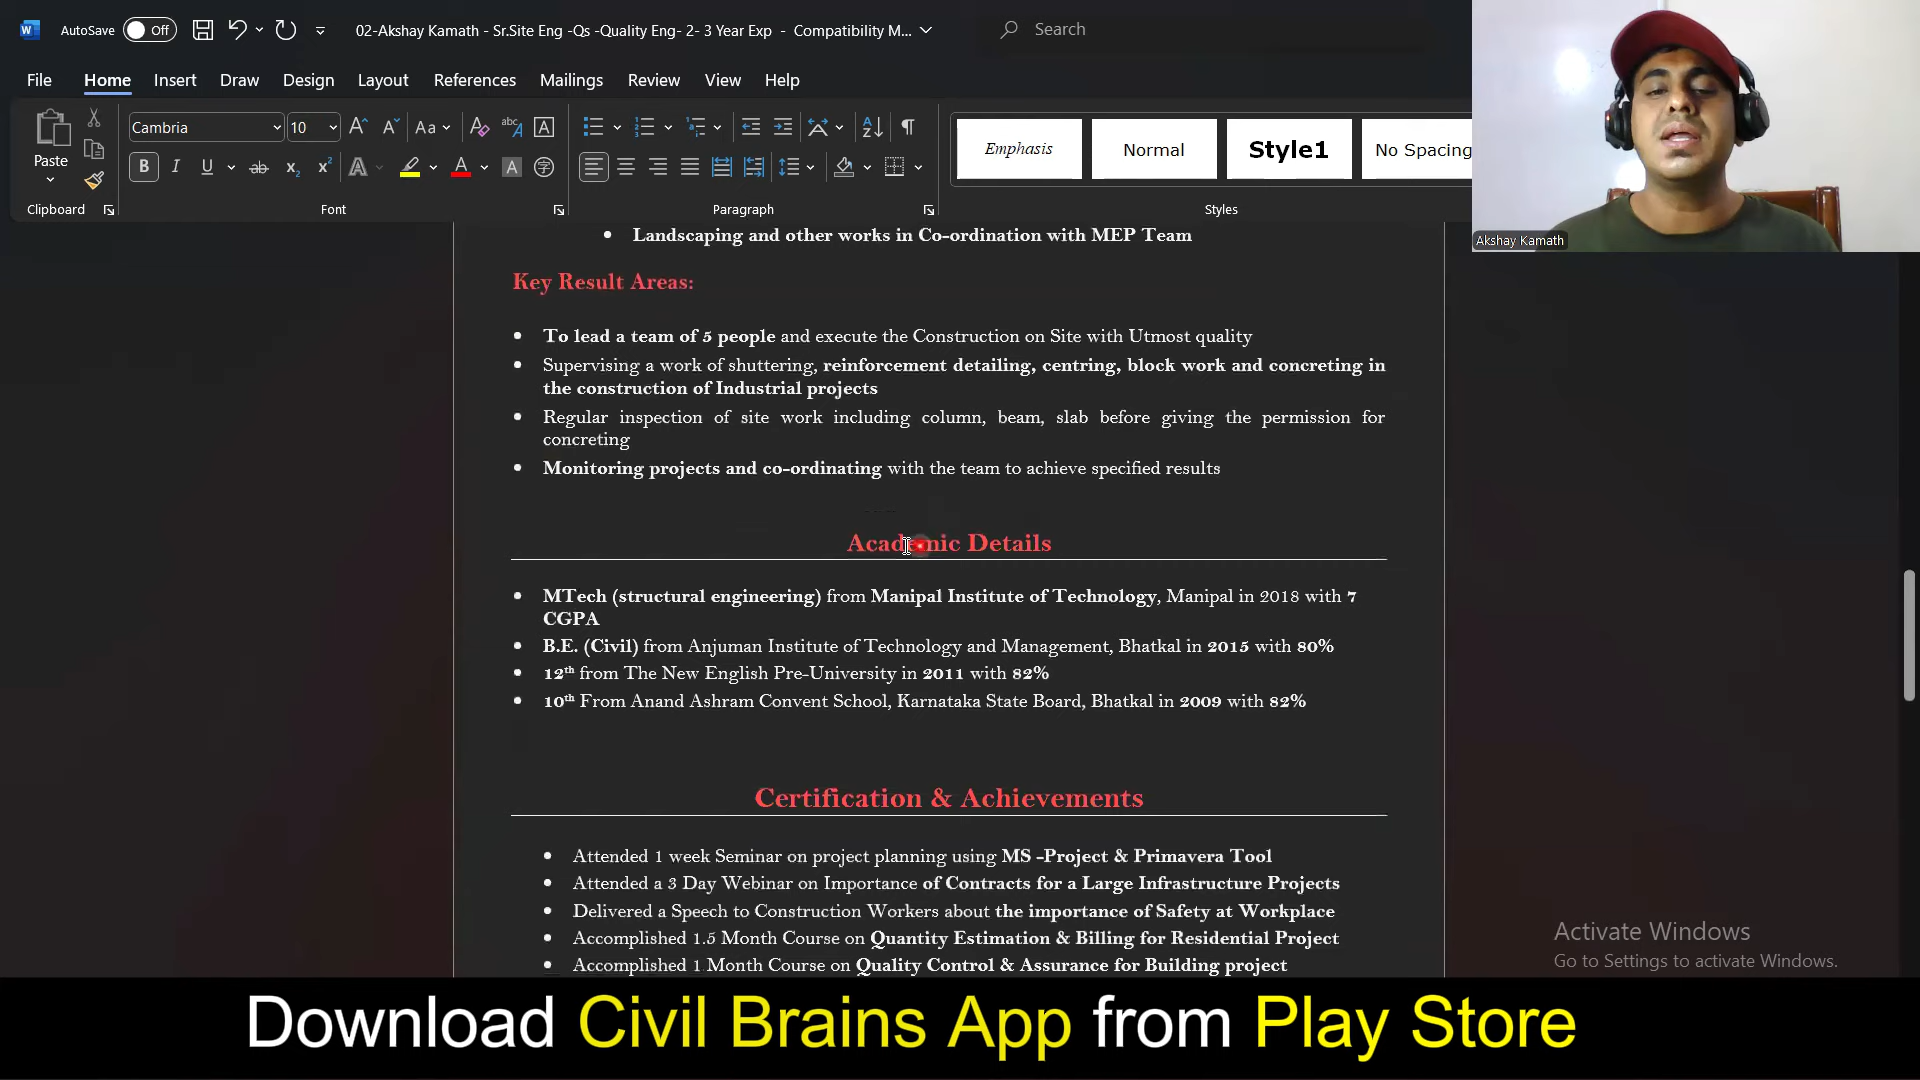 AutoSave Off 02-Akshay Kamath - Sr.Site Eng -Qs -Quality Eng- 2- 3 Year Exp - Compatibility M... Search
File Home Insert Draw Design Layout References Mailings Review View Help
Paste Cambria 10 Aa Emphasis Normal Style1 No Spacing
B I U ab x₂ x² A A A
Clipboard Font Paragraph Styles
Akshay Kamath
• Landscaping and other works in Co-ordination with MEP Team
Key Result Areas:
• To lead a team of 5 people and execute the Construction on Site with Utmost quality
• Supervising a work of shuttering, reinforcement detailing, centring, block work and concreting in
the construction of Industrial projects
• Regular inspection of site work including column, beam, slab before giving the permission for
concreting
• Monitoring projects and co-ordinating with the team to achieve specified results
Academic Details
• MTech (structural engineering) from Manipal Institute of Technology, Manipal in 2018 with 7
CGPA
• B.E. (Civil) from Anjuman Institute of Technology and Management, Bhatkal in 2015 with 80%
• 12th from The New English Pre-University in 2011 with 82%
• 10th From Anand Ashram Convent School, Karnataka State Board, Bhatkal in 2009 with 82%
Certification & Achievements
• Attended 1 week Seminar on project planning using MS -Project & Primavera Tool
• Attended a 3 Day Webinar on Importance of Contracts for a Large Infrastructure Projects
• Delivered a Speech to Construction Workers about the importance of Safety at Workplace
• Accomplished 1.5 Month Course on Quantity Estimation & Billing for Residential Project
• Accomplished 1 Month Course on Quality Control & Assurance for Building project
Activate Windows
Go to Settings to activate Windows.
Download Civil Brains App from Play Store